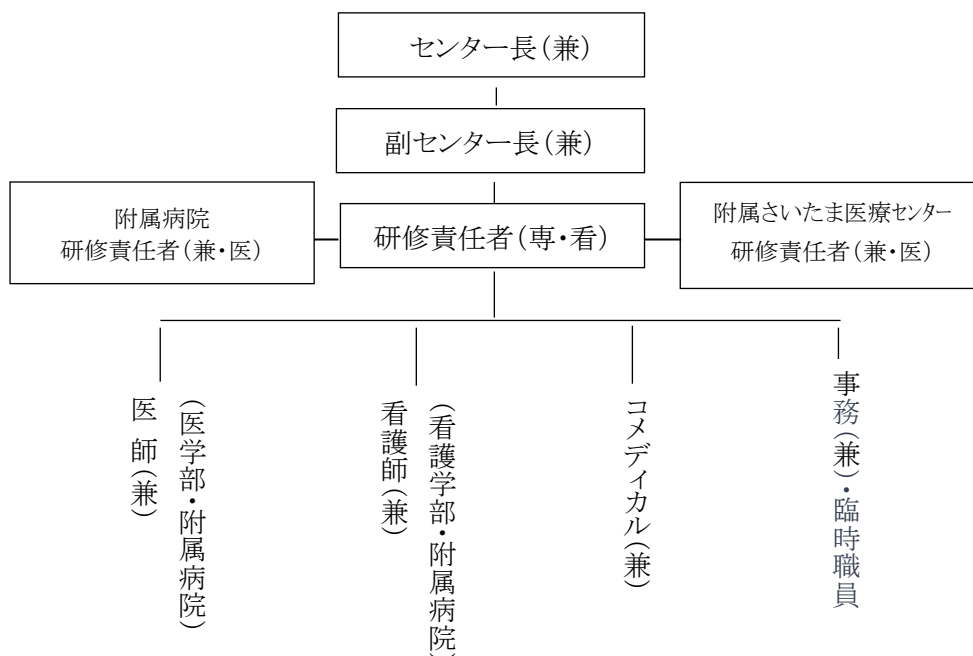 センター長(兼)
副センター長(兼)
附属病院
研修責任者(兼・医)
研修責任者(専・看)
附属さいたま医療センター
研修責任者(兼・医)
医 師(兼)
(医学部・附属病院)
看護師(兼)
(看護学部・附属病院)
コメディカル(兼)
事務(兼)・臨時職員